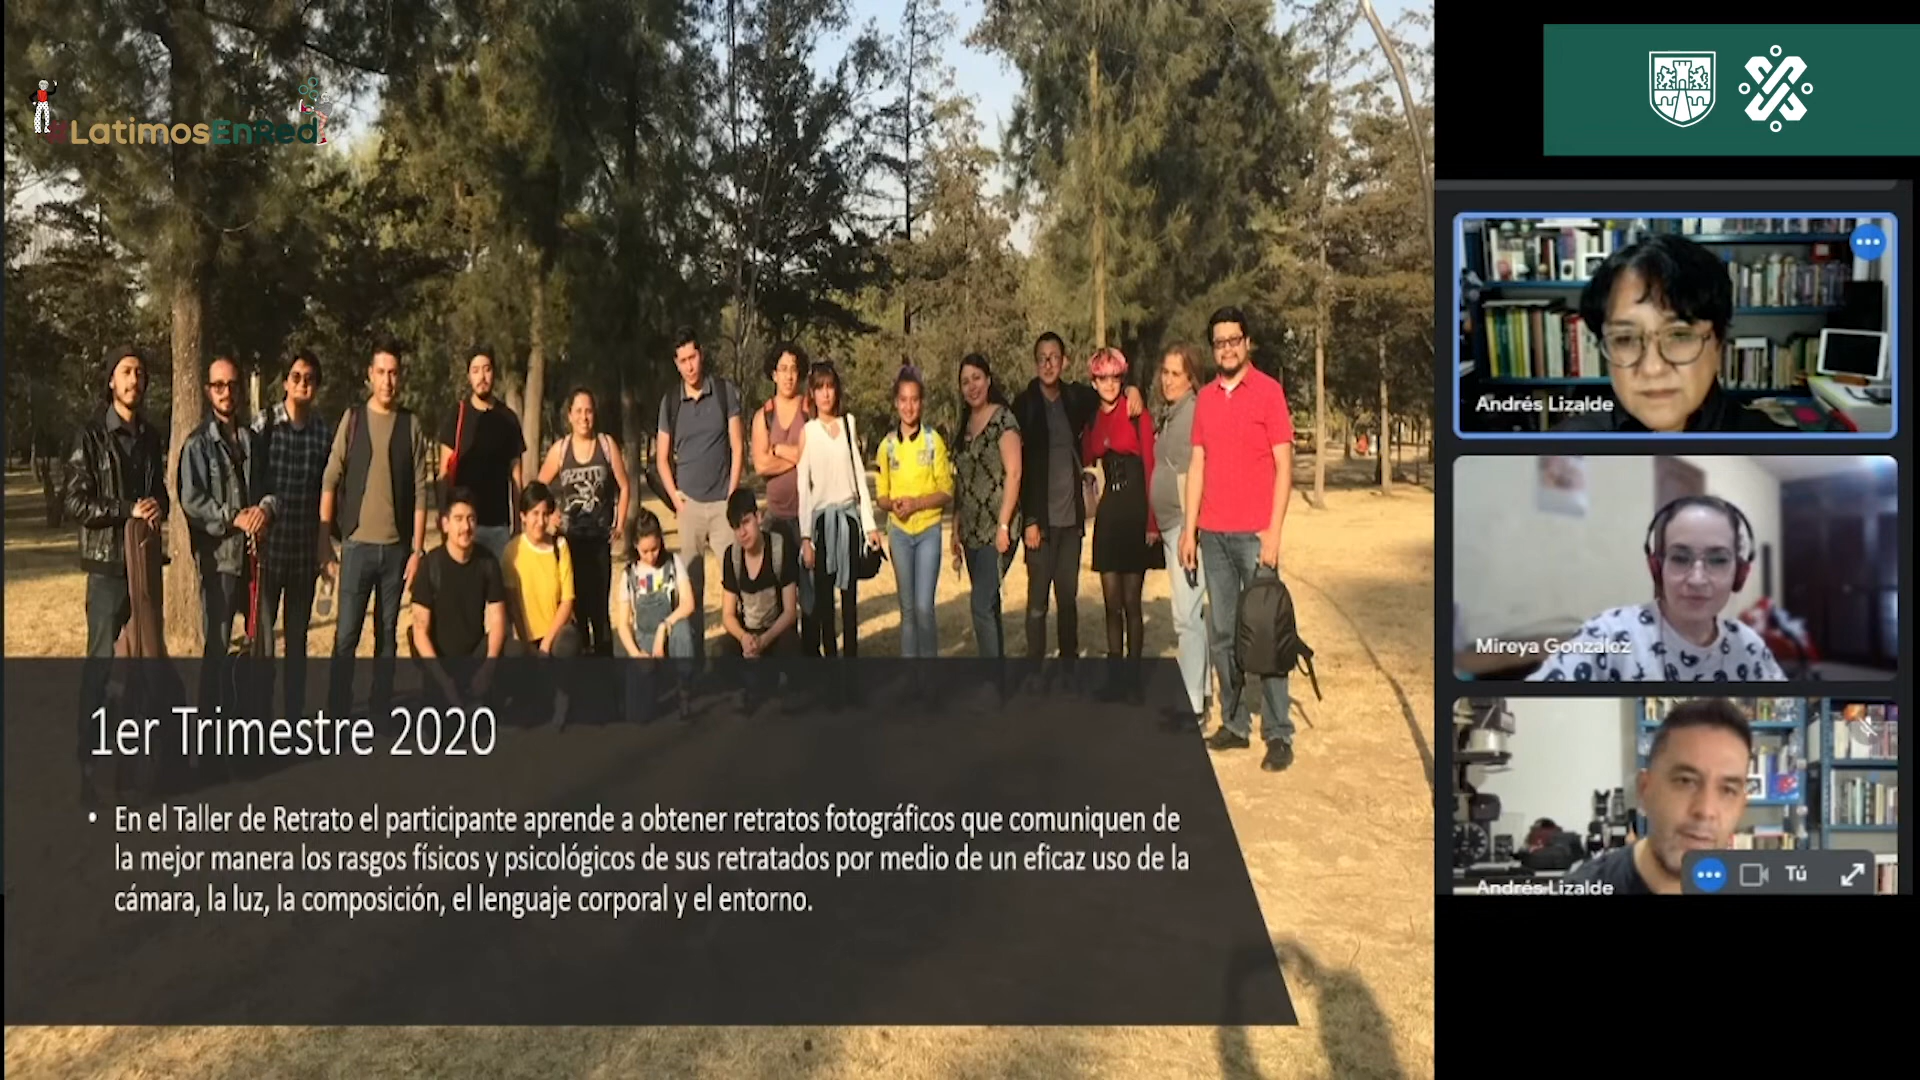 #LatimosEnRed
1er Trimestre 2020
• En el Taller de Retrato el participante aprende a obtener retratos fotográficos que comuniquen de
la mejor manera los rasgos físicos y psicológicos de sus retratados por medio de un eficaz uso de la
cámara, la luz, la composición, el lenguaje corporal y el entorno.
Andrés Lizalde
Mireya Gonzalez
Andrés Lizalde
Tú